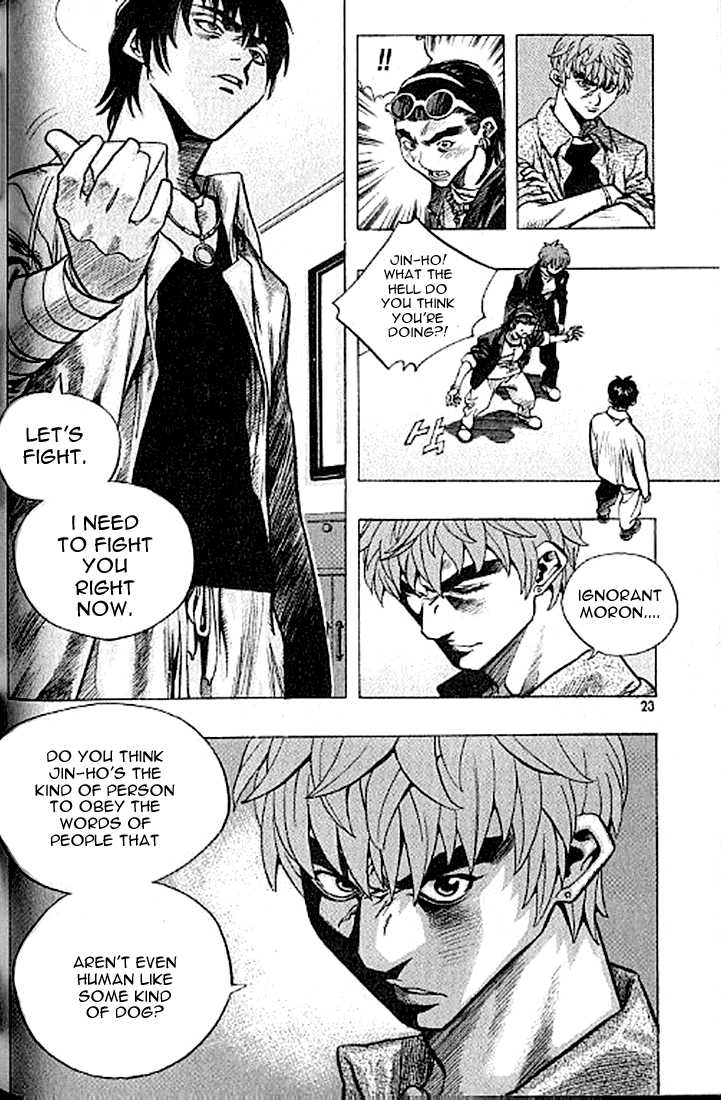 LET'S
FIGHT.
I NEED
TO FIGHT
YOU
RIGHT
NOW.
!!
JIN-HO!
WHAT THE
HELL DO
YOU THINK
YOU'RE
DOING?!
IGNORANT
MORON....
23
DO YOU THINK
JIN-HO'S THE
KIND OF PERSON
TO OBEY THE
WORDS OF
PEOPLE THAT
AREN'T EVEN
HUMAN LIKE
SOME KIND
OF DOG?